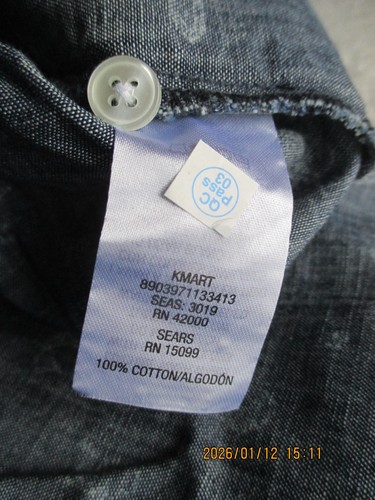 QC
Pass
03
KMART
8903971133413
SEAS: 3019
RN 42000
SEARS
RN 15099
100% COTTON/ALGODÓN
2026/01/12 15:11